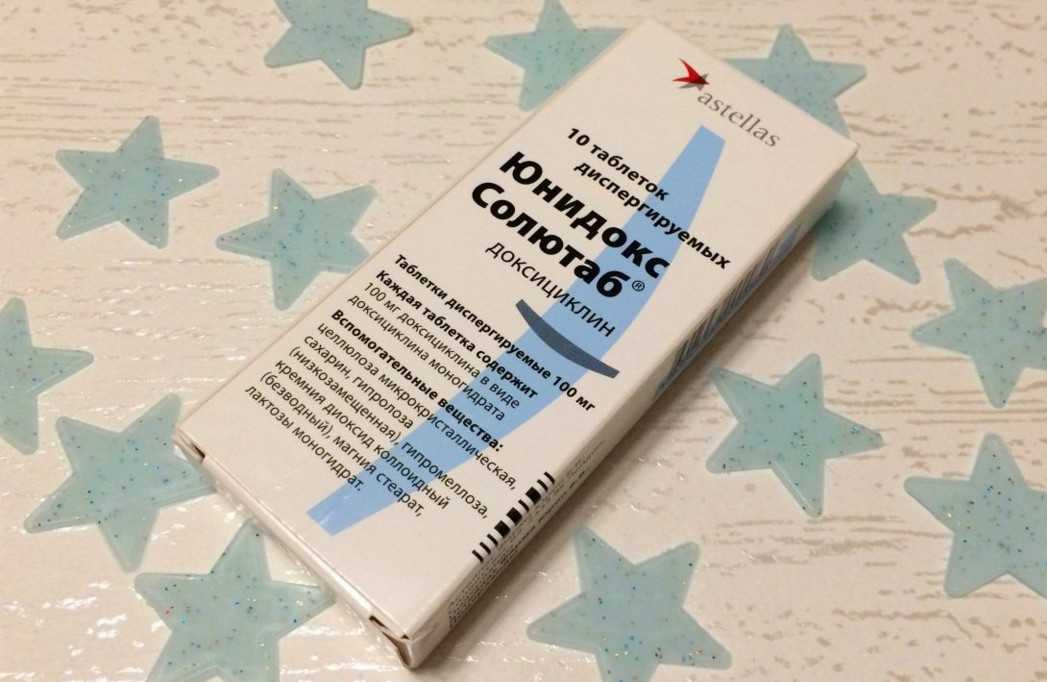 astellas
10 таблеток
диспергируемых
Юнидокс
Солютаб®
доксициклин
Таблетки диспергируемые 100 мг
Каждая таблетка содержит
100 мг доксициклина в виде
доксициклина моногидрата
Вспомогательные вещества:
целлюлоза микрокристаллическая,
сахарин, гипролоза
(низкозамещенная), гипромеллоза,
кремния диоксид коллоидный
(безводный), магния стеарат,
лактозы моногидрат.